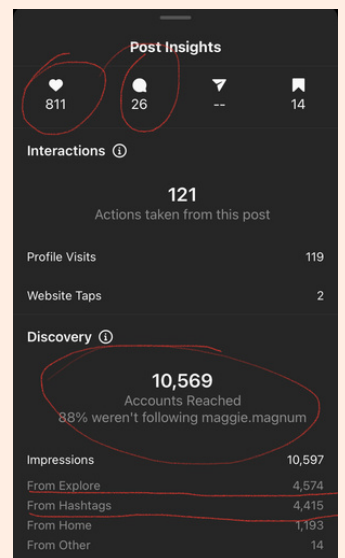 Post Insights
811 26 -- 14
Interactions
121
Actions taken from this post
Profile Visits 119
Website Taps 2
Discovery
10,569
Accounts Reached
88% weren't following maggie.magnum
Impressions 10,597
From Explore 4,574
From Hashtags 4,415
From Home 1,193
From Other 14